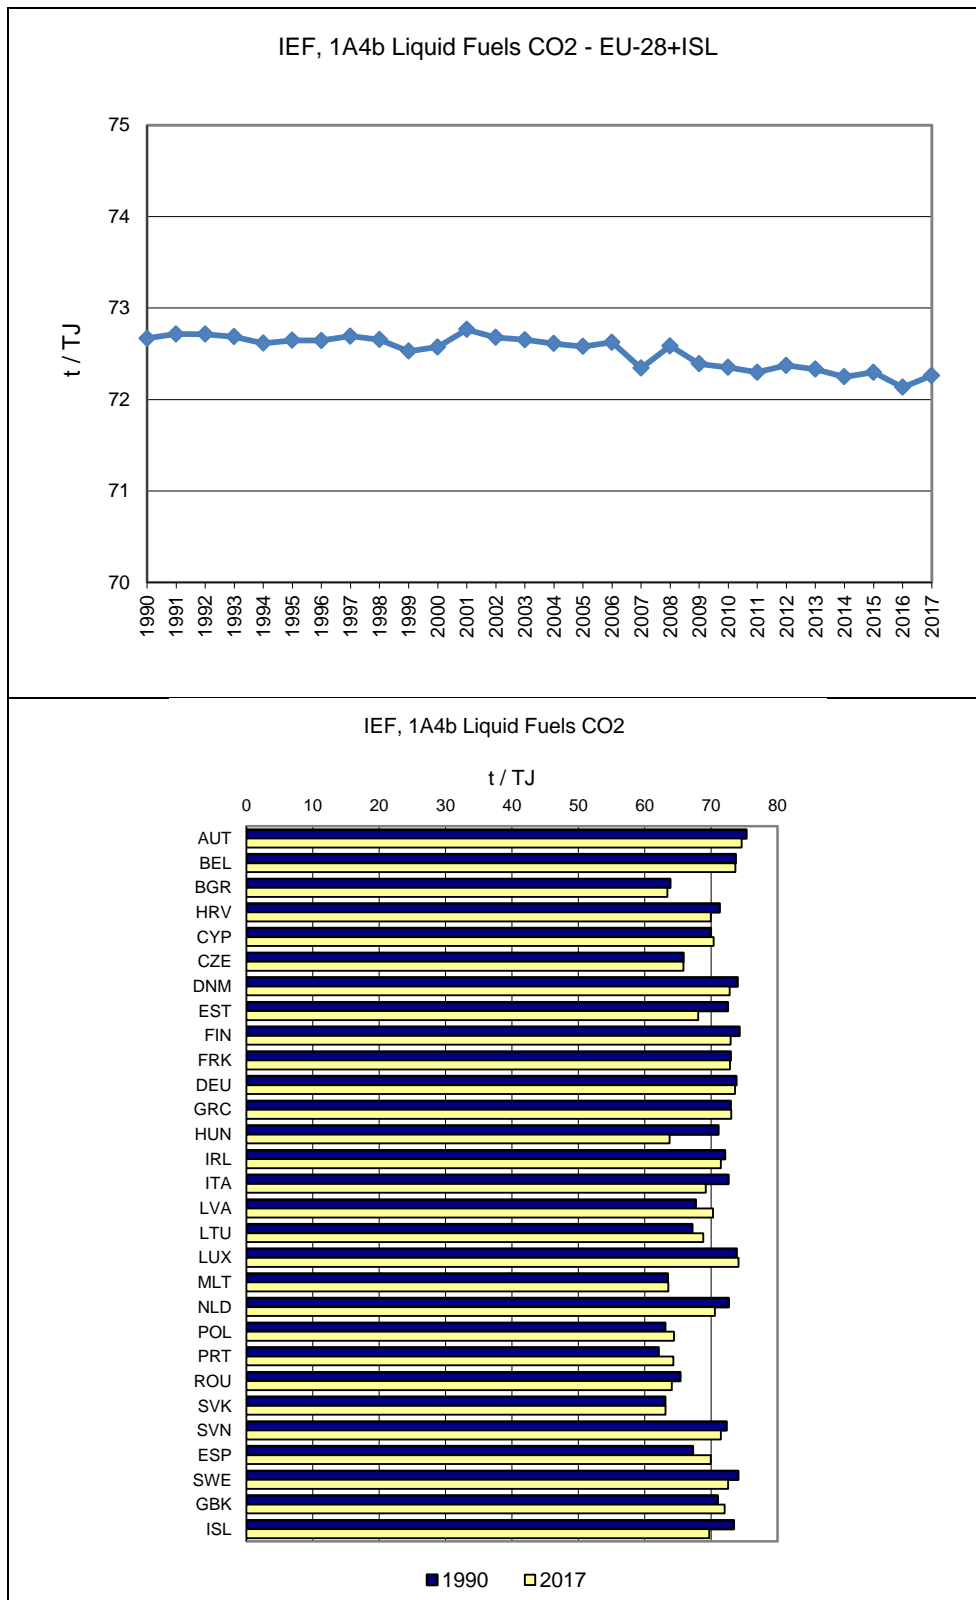 IEF, 1A4b Liquid Fuels CO2 - EU-28+ISL
75
74
73
72
71
70
t / TJ
1990 1991 1992 1993 1994 1995 1996 1997 1998 1999 2000 2001 2002 2003 2004 2005 2006 2007 2008 2009 2010 2011 2012 2013 2014 2015 2016 2017
IEF, 1A4b Liquid Fuels CO2
t / TJ
0 10 20 30 40 50 60 70 80
AUT
BEL
BGR
HRV
CYP
CZE
DNM
EST
FIN
FRK
DEU
GRC
HUN
IRL
ITA
LVA
LTU
LUX
MLT
NLD
POL
PRT
ROU
SVK
SVN
ESP
SWE
GBK
ISL
1990 2017